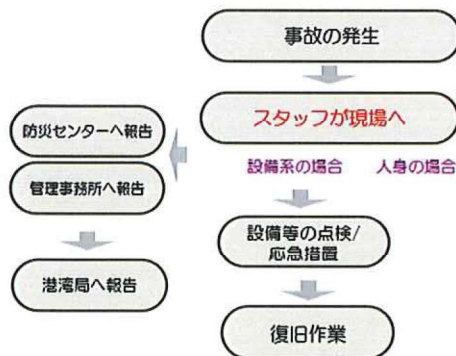 事故の発生
スタッフが現場へ
防災センターへ報告
管理事務所へ報告
港湾局へ報告
設備系の場合 人身の場合
設備等の点検/
応急措置
復旧作業